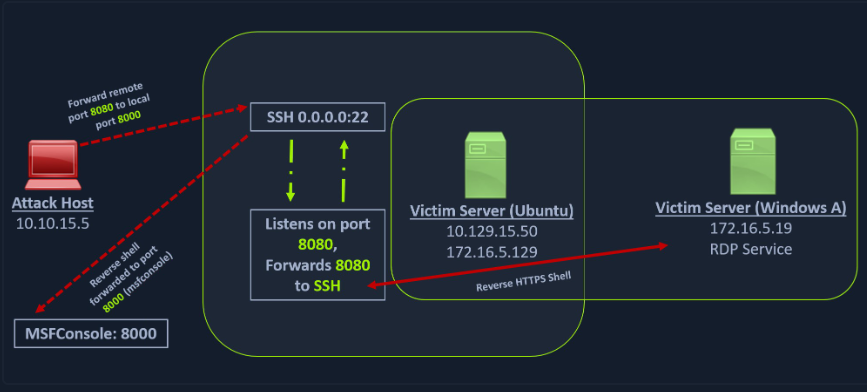 Forward remote
port 8080 to local
port 8000
SSH 0.0.0.0:22
Attack Host
10.10.15.5
Listens on port
8080,
Forwards 8080
to SSH
Victim Server (Ubuntu)
10.129.15.50
172.16.5.129
Victim Server (Windows A)
172.16.5.19
RDP Service
Reverse shell
forwarded to port
8000 (msfconsole)
Reverse HTTPS Shell
MSFConsole: 8000